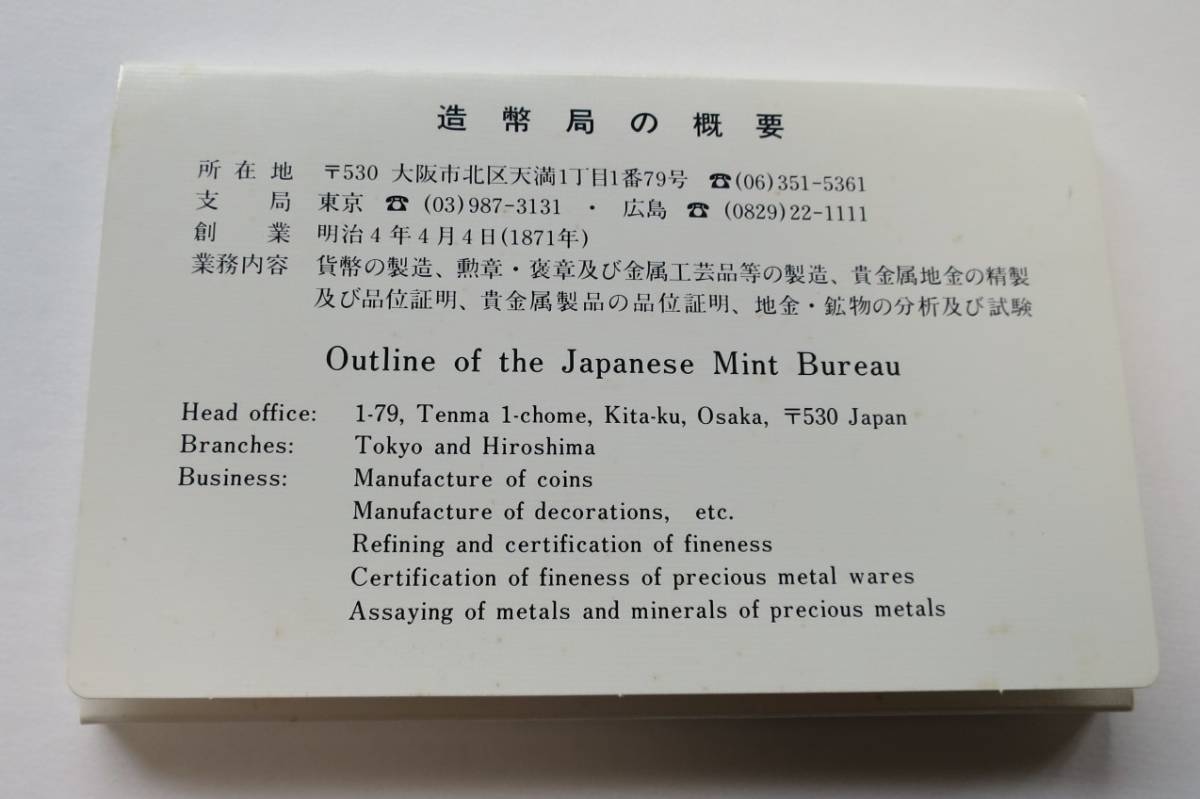 造幣局の概要
所在地 〒530 大阪市北区天満1丁目1番79号 ☎(06)351-5361
支局 東京 ☎ (03)987-3131 ・ 広島 ☎ (0829)22-1111
創業 明治4年4月4日(1871年)
業務内容 貨幣の製造、勲章・褒章及び金属工芸品等の製造、貴金属地金の精製
及び品位証明、貴金属製品の品位証明、地金・鉱物の分析及び試験
Outline of the Japanese Mint Bureau
Head office: 1-79, Tenma 1-chome, Kita-ku, Osaka, 〒530 Japan
Branches: Tokyo and Hiroshima
Business: Manufacture of coins
Manufacture of decorations, etc.
Refining and certification of fineness
Certification of fineness of precious metal wares
Assaying of metals and minerals of precious metals